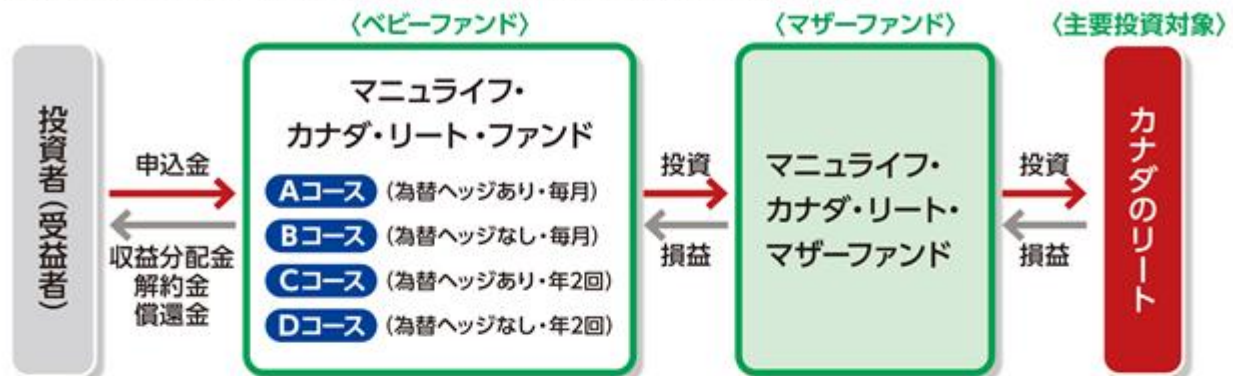 〈ベビーファンド〉
〈マザーファンド〉
〈主要投資対象〉
投資者(受益者)
申込金
収益分配金
解約金
償還金
マニュライフ・
カナダ・リート・ファンド
Aコース (為替ヘッジあり・毎月)
Bコース (為替ヘッジなし・毎月)
Cコース (為替ヘッジあり・年2回)
Dコース (為替ヘッジなし・年2回)
投資
損益
マニュライフ・
カナダ・リート・
マザーファンド
投資
損益
カナダのリート